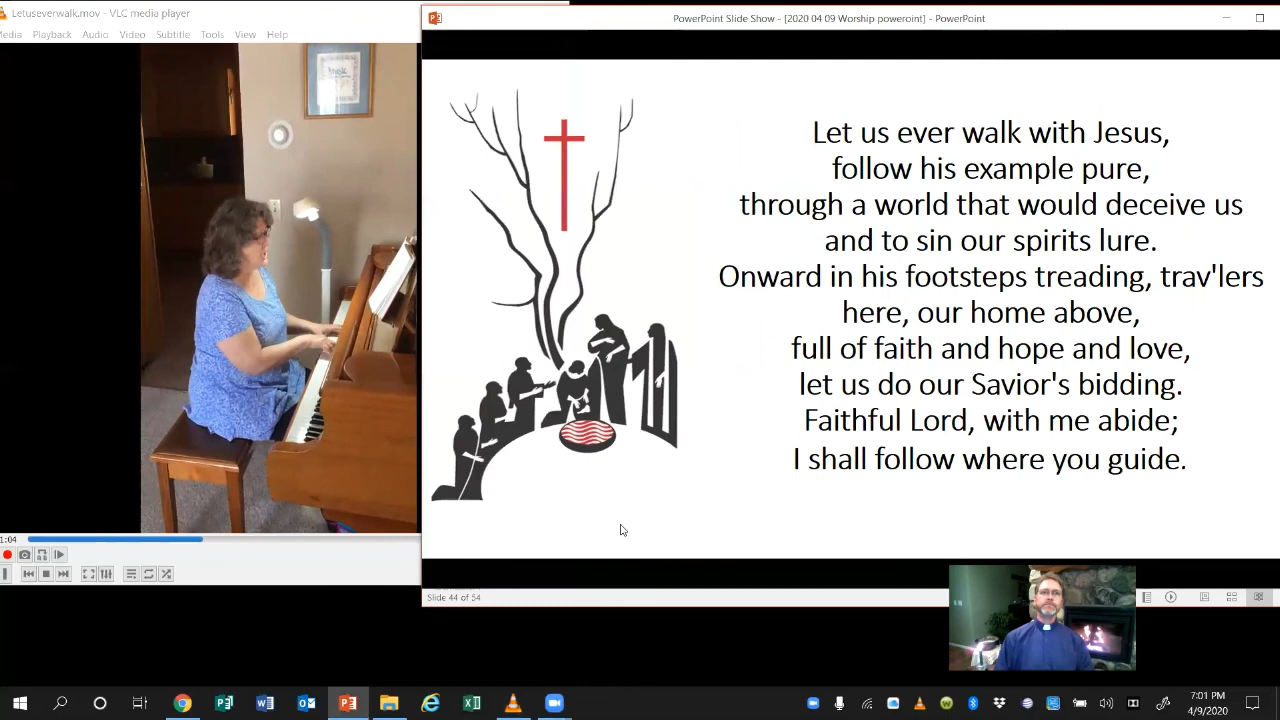 Letuseverwalk.mov - VLC media player
Media Playback Audio Video Subtitle Tools View Help
Music
1:04
PowerPoint Slide Show - [2020 04 09 Worship poweroint] - PowerPoint
Let us ever walk with Jesus,
follow his example pure,
through a world that would deceive us
and to sin our spirits lure.
Onward in his footsteps treading, trav'lers
here, our home above,
full of faith and hope and love,
let us do our Savior's bidding.
Faithful Lord, with me abide;
I shall follow where you guide.
Slide 44 of 54
7:01 PM
4/9/2020